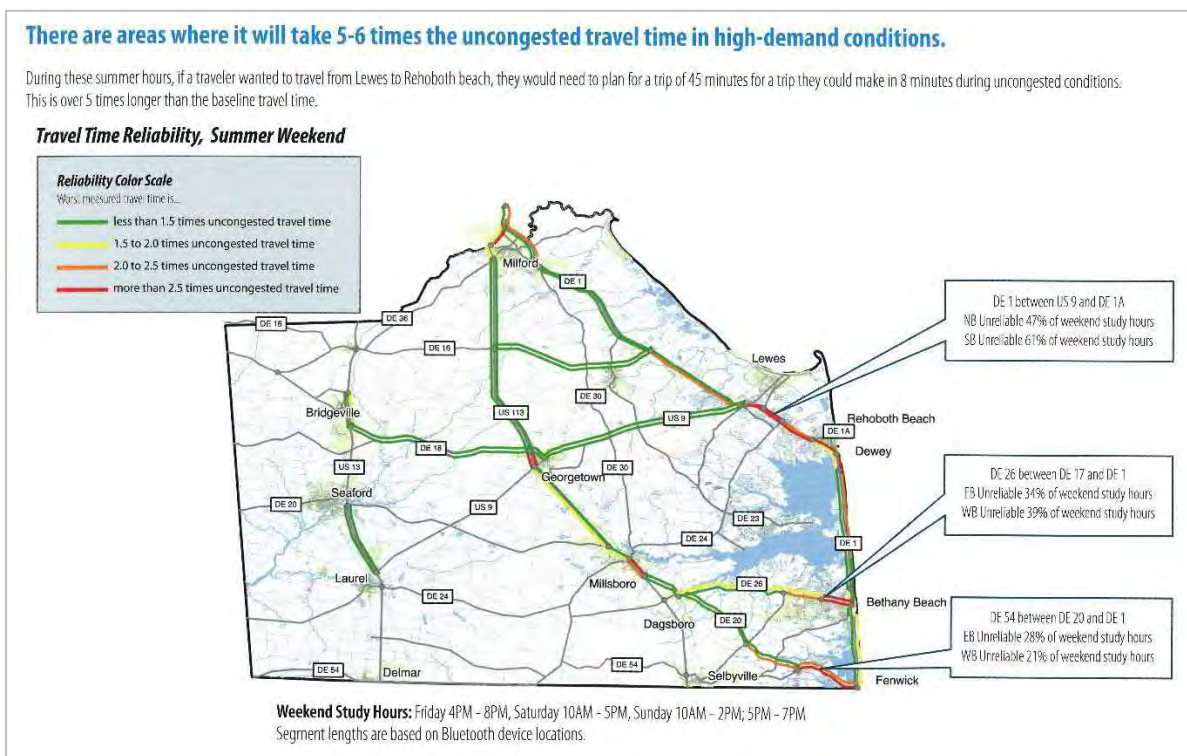 There are areas where it will take 5-6 times the uncongested travel time in high-demand conditions.
During these summer hours, if a traveler wanted to travel from Lewes to Rehoboth beach, they would need to plan for a trip of 45 minutes for a trip they could make in 8 minutes during uncongested conditions.
This is over 5 times longer than the baseline travel time.
Travel Time Reliability, Summer Weekend
Reliability Color Scale
Worst measured travel time is...
less than 1.5 times uncongested travel time
1.5 to 2.0 times uncongested travel time
2.0 to 2.5 times uncongested travel time
more than 2.5 times uncongested travel time
Milford
DE 1
DE 36
DE 16
DE 16
Lewes
DE 1 between US 9 and DE 1A
NB Unreliable 47% of weekend study hours
SB Unreliable 61% of weekend study hours
DE 30
Bridgeville
US 113
US 9
Rehoboth Beach
DE 1A
DE 18
Dewey
US 13
Georgetown
DE 30
Seaford
DE 20
US 9
DE 23
DE 26 between DE 17 and DE 1
EB Unreliable 34% of weekend study hours
WB Unreliable 39% of weekend study hours
DE 24
DE 1
Laurel
Millsboro
DE 26
DE 24
Bethany Beach
Dagsboro
DE 20
DE 54 between DE 20 and DE 1
EB Unreliable 28% of weekend study hours
WB Unreliable 21% of weekend study hours
DE 54
Delmar
DE 54
Selbyville
Fenwick
Weekend Study Hours: Friday 4PM - 8PM, Saturday 10AM - 5PM, Sunday 10AM - 2PM; 5PM - 7PM
Segment lengths are based on Bluetooth device locations.